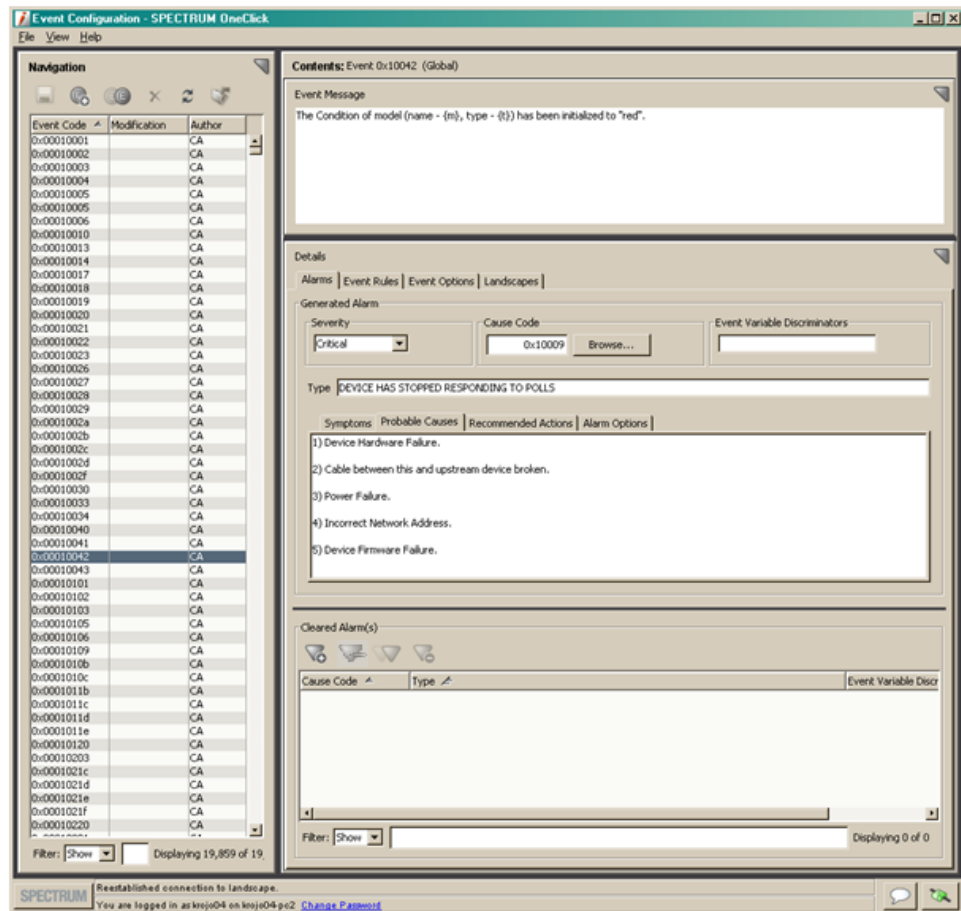 Event Configuration - SPECTRUM OneClick
File View Help
Navigation
Event Code Modification Author
0x00010001 CA
0x00010002 CA
0x00010003 CA
0x00010004 CA
0x00010005 CA
0x00010005 CA
0x00010006 CA
0x00010010 CA
0x00010013 CA
0x00010014 CA
0x00010017 CA
0x00010018 CA
0x00010019 CA
0x00010020 CA
0x00010021 CA
0x00010022 CA
0x00010023 CA
0x00010026 CA
0x00010027 CA
0x00010028 CA
0x00010029 CA
0x0001002a CA
0x0001002b CA
0x0001002c CA
0x0001002d CA
0x0001002f CA
0x00010030 CA
0x00010033 CA
0x00010034 CA
0x00010040 CA
0x00010041 CA
0x00010042 CA
0x00010043 CA
0x00010101 CA
0x00010102 CA
0x00010103 CA
0x00010105 CA
0x00010106 CA
0x00010109 CA
0x0001010b CA
0x0001010c CA
0x0001011b CA
0x0001011c CA
0x0001011d CA
0x0001011e CA
0x00010120 CA
0x00010203 CA
0x0001021c CA
0x0001021d CA
0x0001021e CA
0x0001021f CA
0x00010220 CA
Filter: Show Displaying 19,859 of 19,
Contents: Event 0x10042 (Global)
Event Message
The Condition of model (name - {m}, type - {t}) has been initialized to "red".
Details
Alarms Event Rules Event Options Landscapes
Generated Alarm
Severity Cause Code Event Variable Discriminators
Critical 0x10009 Browse...
Type DEVICE HAS STOPPED RESPONDING TO POLLS
Symptoms Probable Causes Recommended Actions Alarm Options
1) Device Hardware Failure.
2) Cable between this and upstream device broken.
3) Power Failure.
4) Incorrect Network Address.
5) Device Firmware Failure.
Cleared Alarm(s)
Cause Code Type Event Variable Discr
Filter: Show Displaying 0 of 0
SPECTRUM
Reestablished connection to landscape.
You are logged in as krojo04 on krojo04-pc2 Change Password